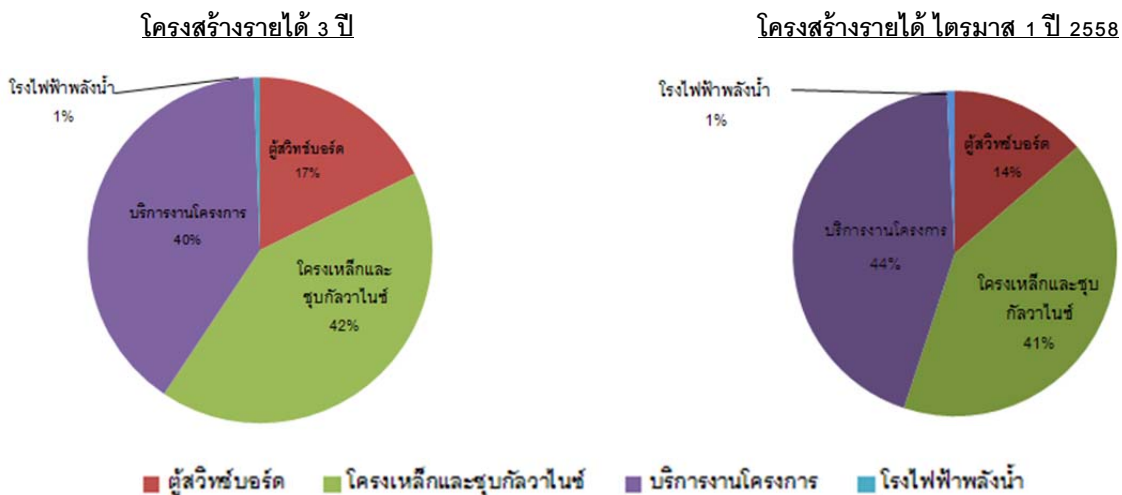 โครงสร้างรายได้ 3 ปี
โรงไฟฟ้าพลังน้ำ
1%
ตู้สวิทช์บอร์ด
17%
บริการงานโครงการ
40%
โครงเหล็กและ
ชุบกัลวาไนซ์
42%
โครงสร้างรายได้ ไตรมาส 1 ปี 2558
โรงไฟฟ้าพลังน้ำ
1%
ตู้สวิทช์บอร์ด
14%
บริการงานโครงการ
44%
โครงเหล็กและชุบ
กัลวาไนซ์
41%
ตู้สวิทช์บอร์ด โครงเหล็กและชุบกัลวาไนซ์ บริการงานโครงการ โรงไฟฟ้าพลังน้ำ